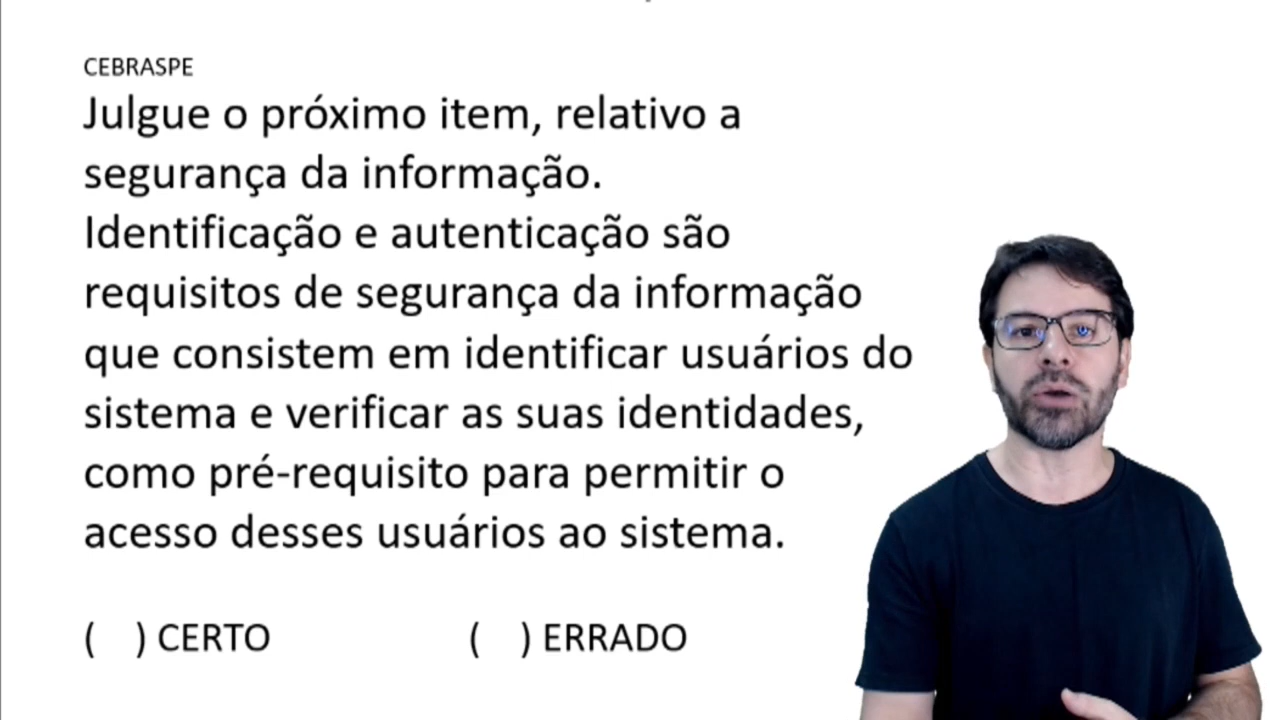 CEBRASPE
Julgue o próximo item, relativo a
segurança da informação.
Identificação e autenticação são
requisitos de segurança da informação
que consistem em identificar usuários do
sistema e verificar as suas identidades,
como pré-requisito para permitir o
acesso desses usuários ao sistema.
( ) CERTO ( ) ERRADO